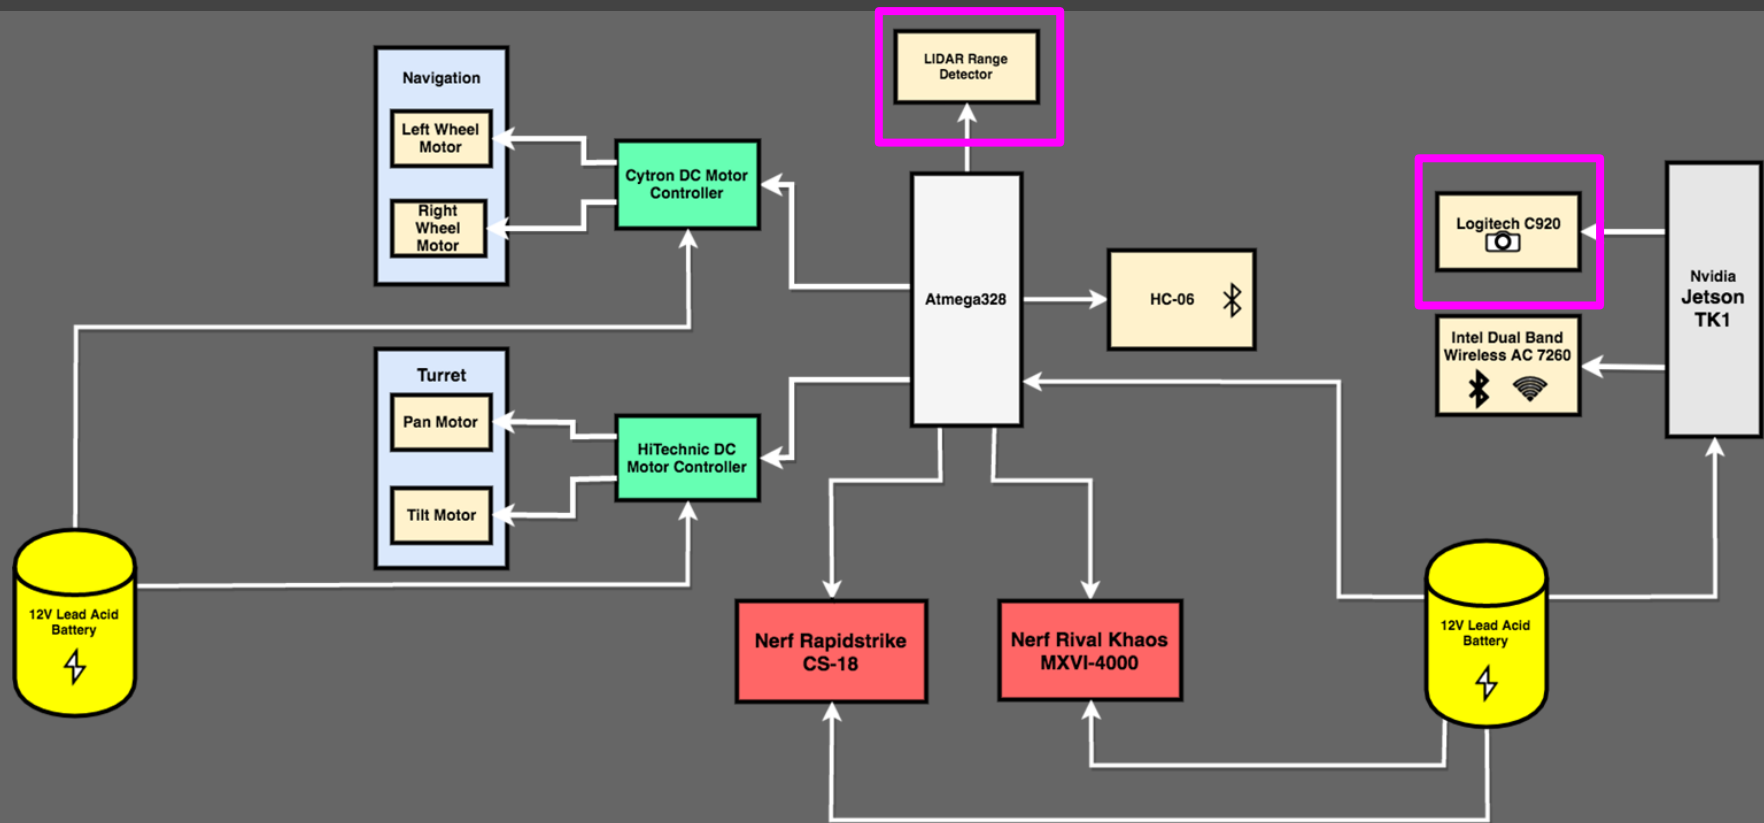 LIDAR Range
Detector
Navigation
Left Wheel
Motor
Right
Wheel
Motor
Cytron DC Motor
Controller
Logitech C920
Nvidia
Jetson
TK1
Atmega328
HC-06
Intel Dual Band
Wireless AC 7260
Turret
Pan Motor
Tilt Motor
HiTechnic DC
Motor Controller
12V Lead Acid
Battery
Nerf Rapidstrike
CS-18
Nerf Rival Khaos
MXVI-4000
12V Lead Acid
Battery